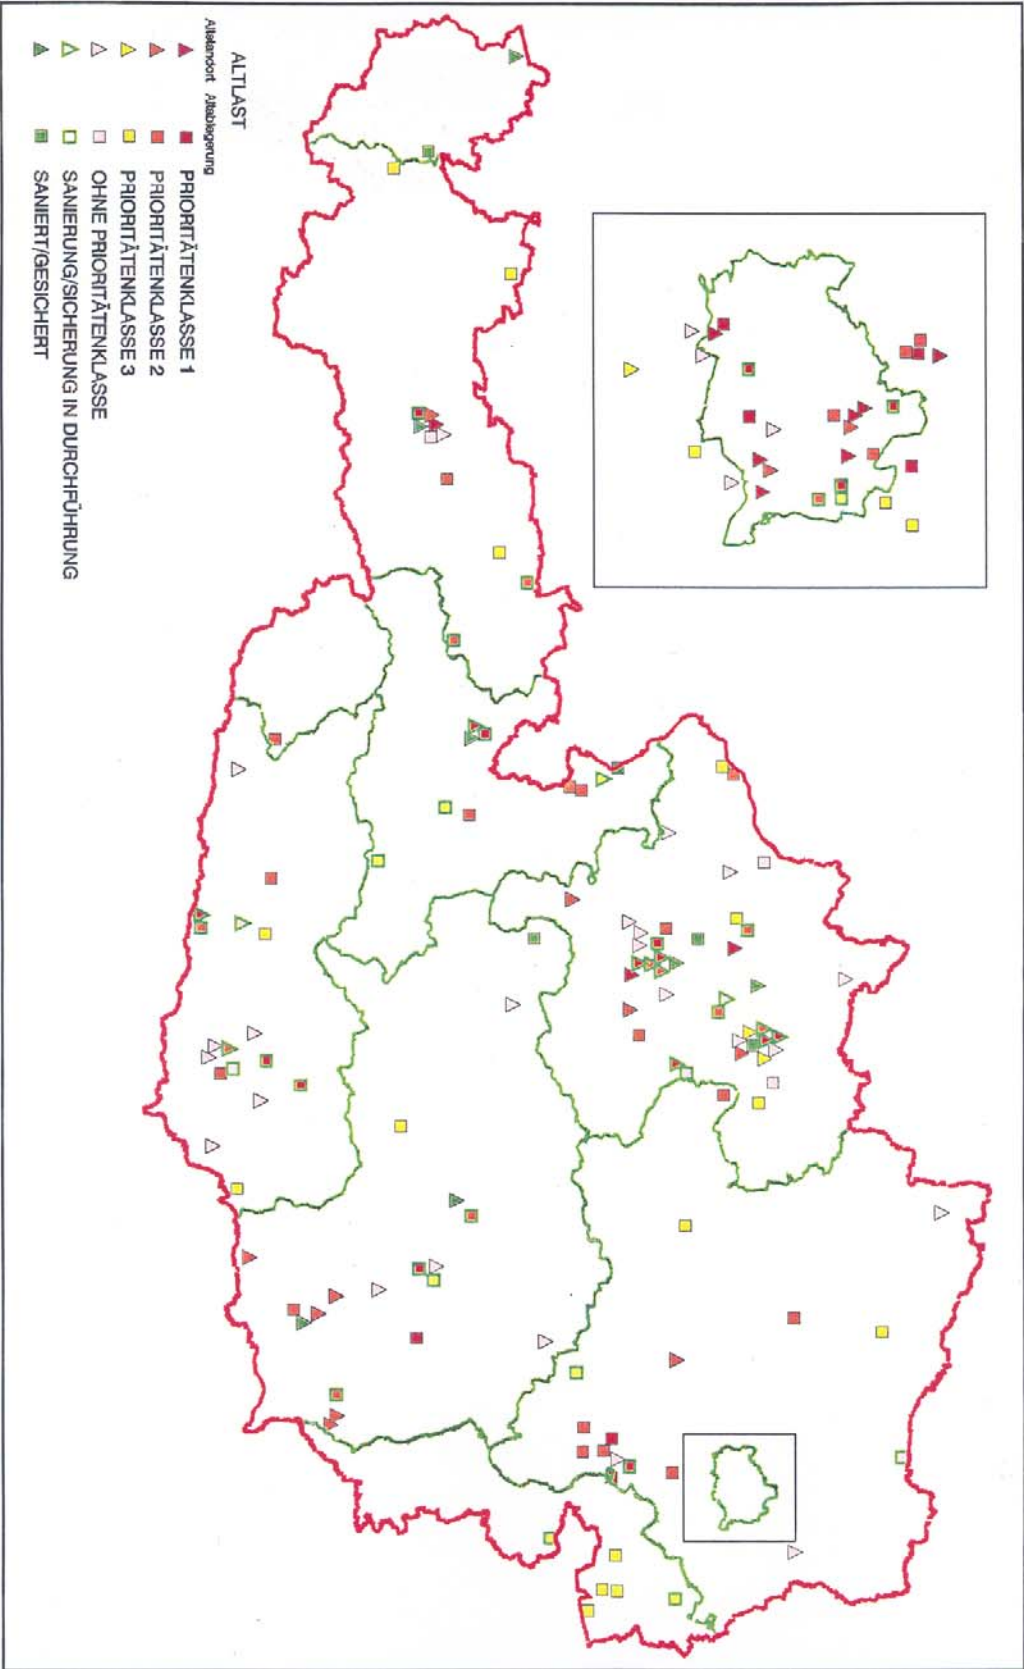 ALTLAST
Altstandort Altablagerung
PRIORITÄTENKLASSE 1
PRIORITÄTENKLASSE 2
PRIORITÄTENKLASSE 3
OHNE PRIORITÄTENKLASSE
SANIERUNG/SICHERUNG IN DURCHFÜHRUNG
SANIERT/GESICHERT